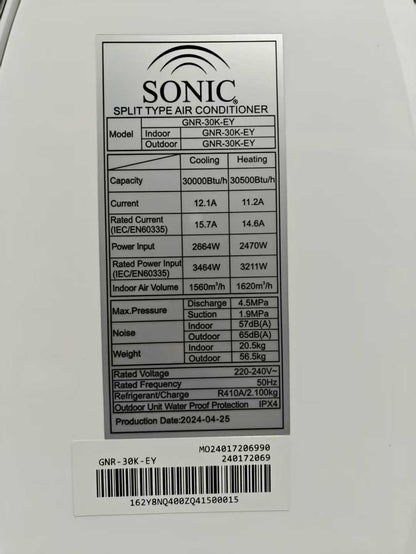 SONIC®
SPLIT TYPE AIR CONDITIONER
Model GNR-30K-EY
Indoor GNR-30K-EY
Outdoor GNR-30K-EY
Cooling Heating
Capacity 30000Btu/h 30500Btu/h
Current 12.1A 11.2A
Rated Current (IEC/EN60335) 15.7A 14.6A
Power Input 2664W 2470W
Rated Power Input (IEC/EN60335) 3464W 3211W
Indoor Air Volume 1560m³/h 1620m³/h
Max.Pressure Discharge 4.5MPa
Suction 1.9MPa
Noise Indoor 57dB(A)
Outdoor 65dB(A)
Weight Indoor 20.5kg
Outdoor 56.5kg
Rated Voltage 220-240V~
Rated Frequency 50Hz
Refrigerant/Charge R410A/2.100kg
Outdoor Unit Water Proof Protection IPX4
Production Date:2024-04-25
MO24017206990
GNR-30K-EY 240172069
162Y8NQ400ZQ41500015